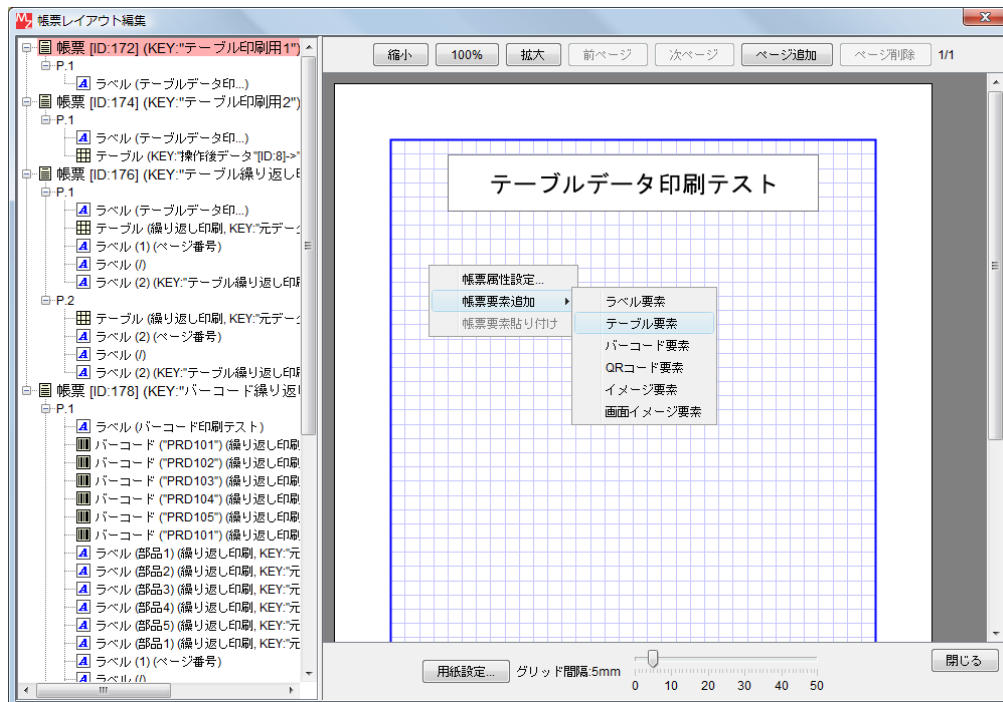 帳票レイアウト編集
帳票 [ID:172] (KEY:"テーブル印刷用1")
P.1
ラベル (テーブルデータ印...)
帳票 [ID:174] (KEY:"テーブル印刷用2")
P.1
ラベル (テーブルデータ印...)
テーブル (KEY:"操作後データ"[ID:8]->"
帳票 [ID:176] (KEY:"テーブル繰り返し印
P.1
ラベル (テーブルデータ印...)
テーブル (繰り返し印刷, KEY:"元データ
ラベル (1) (ページ番号)
ラベル (/)
ラベル (2) (KEY:"テーブル繰り返し印刷
P.2
テーブル (繰り返し印刷, KEY:"元データ
ラベル (2) (ページ番号)
ラベル (/)
ラベル (2) (KEY:"テーブル繰り返し印刷
帳票 [ID:178] (KEY:"バーコード繰り返
P.1
ラベル (バーコード印刷テスト)
バーコード ("PRD101") (繰り返し印刷
バーコード ("PRD102") (繰り返し印刷
バーコード ("PRD103") (繰り返し印刷
バーコード ("PRD104") (繰り返し印刷
バーコード ("PRD105") (繰り返し印刷
バーコード ("PRD101") (繰り返し印刷
ラベル (部品1) (繰り返し印刷, KEY:"元
ラベル (部品2) (繰り返し印刷, KEY:"元
ラベル (部品3) (繰り返し印刷, KEY:"元
ラベル (部品4) (繰り返し印刷, KEY:"元
ラベル (部品5) (繰り返し印刷, KEY:"元
ラベル (部品1) (繰り返し印刷, KEY:"元
ラベル (1) (ページ番号)
ラベル (/)
縮小 100% 拡大 前ページ 次ページ ページ追加 ページ削除 1/1
テーブルデータ印刷テスト
帳票属性設定...
帳票要素追加
帳票要素貼り付け
ラベル要素
テーブル要素
バーコード要素
QRコード要素
イメージ要素
画面イメージ要素
用紙設定... グリッド間隔:5mm
0 10 20 30 40 50
閉じる